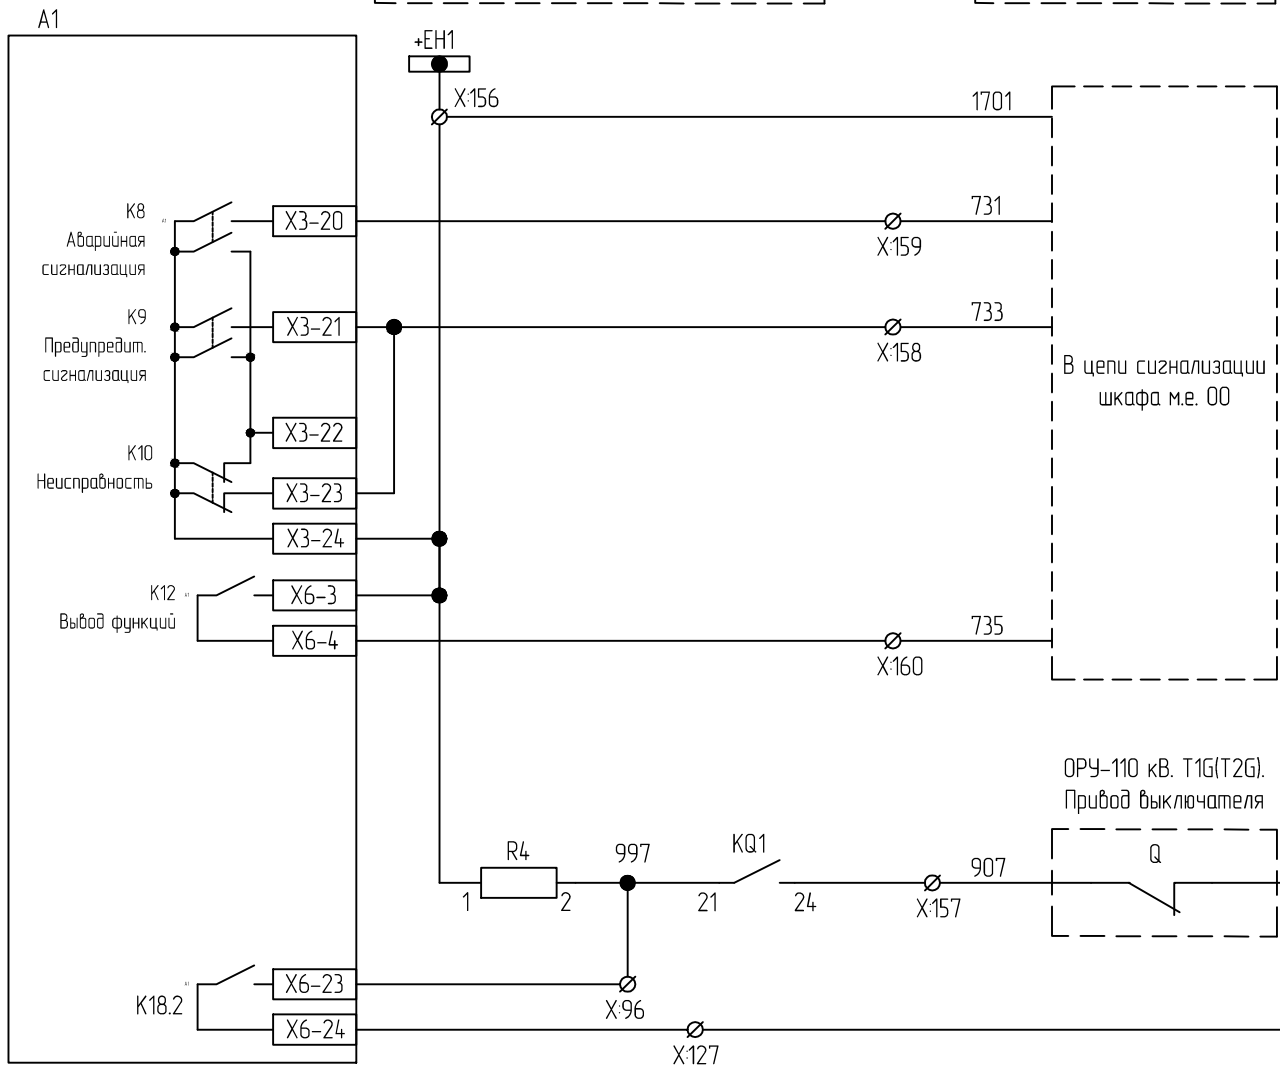 A1
+EH1
X:156
1701
K8
Аварийная
сигнализация
X3-20
731
X:159
K9
Предупредит.
сигнализация
X3-21
733
X:158
В цепи сигнализации
шкафа м.е. 00
X3-22
K10
Неисправность
X3-23
X3-24
K12
Вывод функций
X6-3
X6-4
735
X:160
ОРУ-110 кВ. Т1G(T2G).
Привод выключателя
R4
997
KQ1
907
Q
1
2
21
24
X:157
K18.2
X6-23
X:96
X6-24
X:127